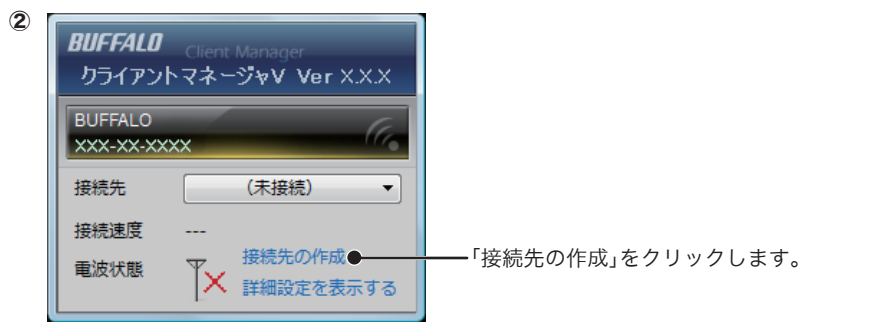 ②
BUFFALO Client Manager
クライアントマネージャV Ver X.X.X
BUFFALO
XXX-XX-XXXX
接続先 (未接続)
接続速度 ---
電波状態
接続先の作成
「接続先の作成」をクリックします。
詳細設定を表示する